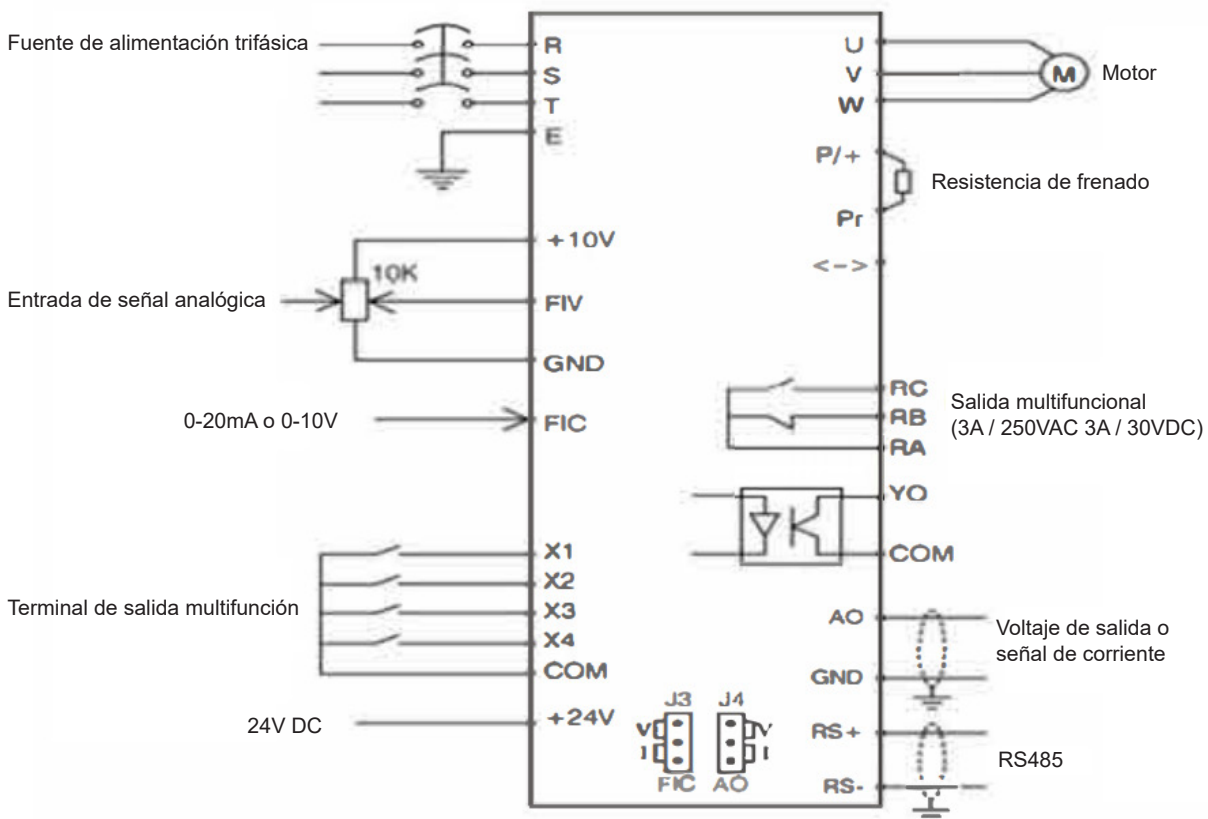 Fuente de alimentación trifásica
R
S
T
E
+10V
10K
Entrada de señal analógica
FIV
GND
0-20mA o 0-10V
FIC
X1
X2
Terminal de salida multifunción
X3
X4
COM
24V DC
+24V
J3 J4
V V
I I
FIC AO
U
V
W
M
Motor
P/+
Resistencia de frenado
Pr
<->
RC
RB
RA
Salida multifuncional
(3A / 250VAC 3A / 30VDC)
YO
COM
AO
Voltaje de salida o
señal de corriente
GND
RS+
RS485
RS-